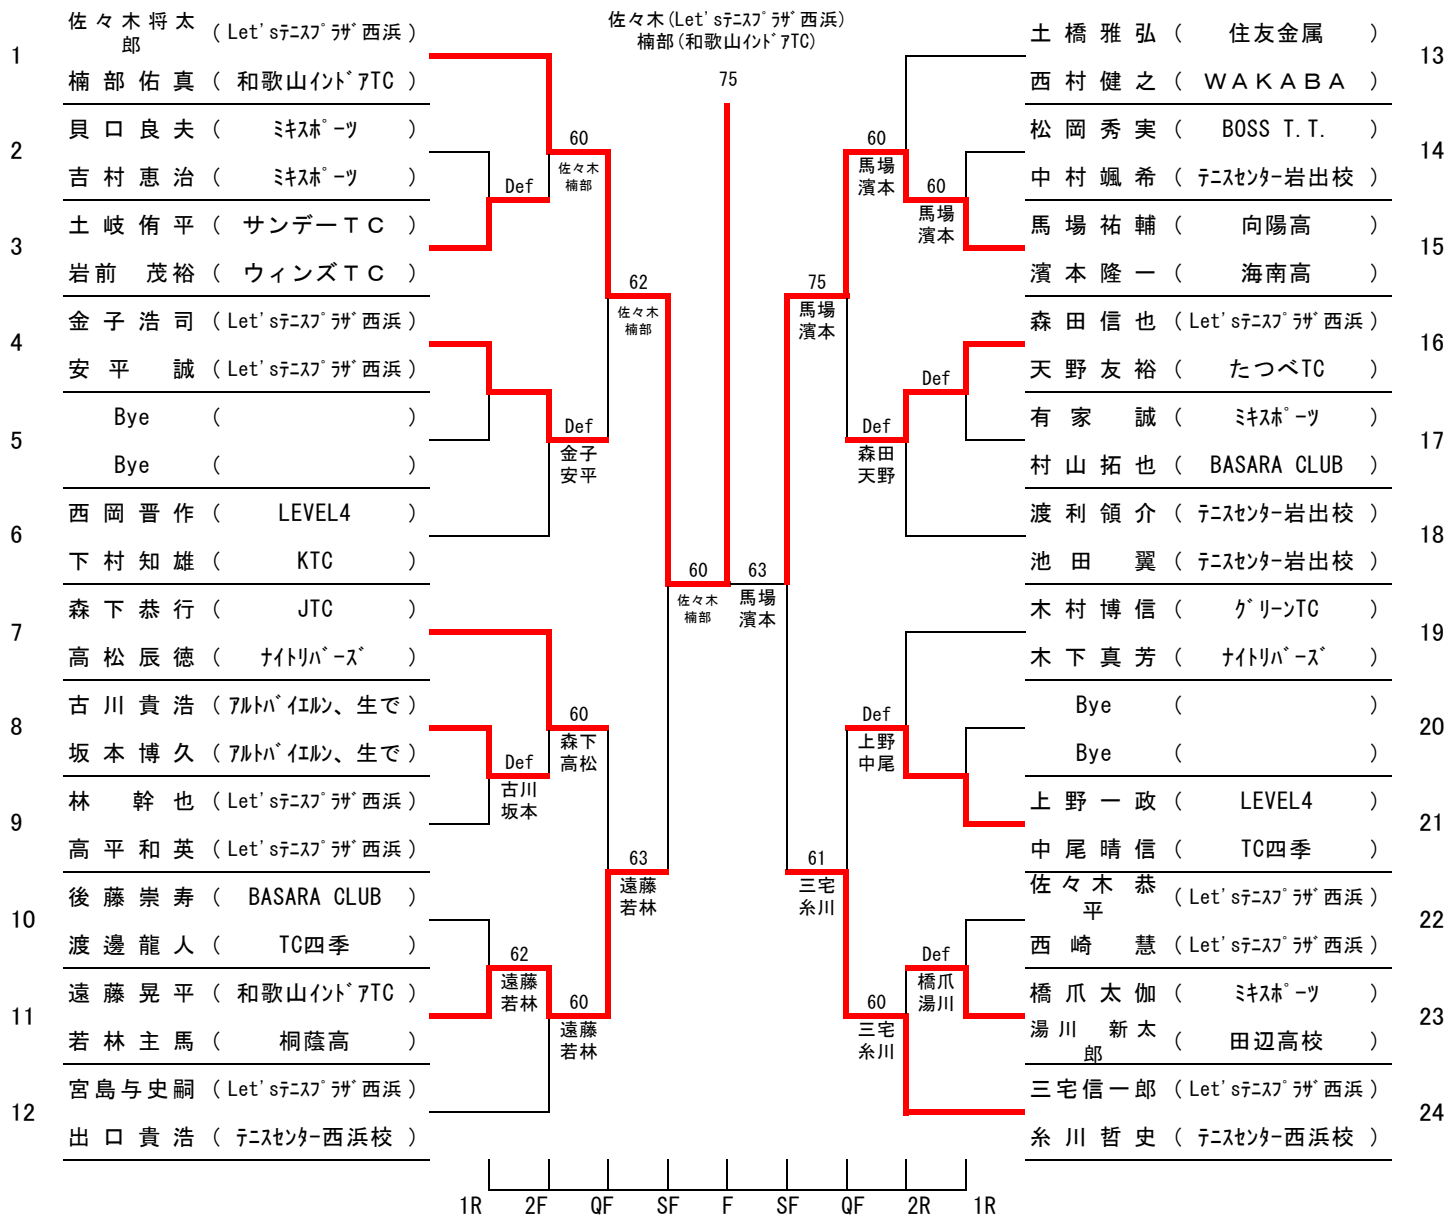 佐々木(Let'sﾃﾆｽﾌﾟﾗｻﾞ西浜)
楠部(和歌山ｲﾝﾄﾞｱTC)
75
1
佐々木将太郎 (Let'sﾃﾆｽﾌﾟﾗｻﾞ西浜)
楠部佑真 ( 和歌山ｲﾝﾄﾞｱTC )
2
貝口良夫 ( ﾐｷｽﾎﾟｰﾂ )
吉村恵治 ( ﾐｷｽﾎﾟｰﾂ )
3
土岐侑平 ( サンデーＴＣ )
岩前 茂裕 ( ウィンズＴＣ )
4
金子浩司 (Let'sﾃﾆｽﾌﾟﾗｻﾞ西浜)
安平 誠 (Let'sﾃﾆｽﾌﾟﾗｻﾞ西浜)
5
Bye ( )
Bye ( )
6
西岡晋作 ( LEVEL4 )
下村知雄 ( KTC )
7
森下恭行 ( JTC )
高松辰徳 ( ﾅｲﾄﾘﾊﾞｰｽﾞ )
8
古川貴浩 ( ｱﾙﾄﾊﾞｲｴﾙﾝ、生で )
坂本博久 ( ｱﾙﾄﾊﾞｲｴﾙﾝ、生で )
9
林 幹也 (Let'sﾃﾆｽﾌﾟﾗｻﾞ西浜)
高平和英 (Let'sﾃﾆｽﾌﾟﾗｻﾞ西浜)
10
後藤崇寿 ( BASARA CLUB )
渡邊龍人 ( TC四季 )
11
遠藤晃平 ( 和歌山ｲﾝﾄﾞｱTC )
若林主馬 ( 桐蔭高 )
12
宮島与史嗣 (Let'sﾃﾆｽﾌﾟﾗｻﾞ西浜)
出口貴浩 ( ﾃﾆｽｾﾝﾀｰ西浜校 )
Def
Def
古川
坂本
62
遠藤
若林
60
佐々木
楠部
Def
金子
安平
60
森下
高松
60
遠藤
若林
62
佐々木
楠部
63
遠藤
若林
60
佐々木
楠部
63
馬場
濱本
75
馬場
濱本
61
三宅
糸川
60
馬場
濱本
Def
森田
天野
Def
上野
中尾
60
三宅
糸川
60
馬場
濱本
Def
Def
橋爪
湯川
土橋雅弘 ( 住友金属 )
西村健之 ( ＷＡＫＡＢＡ )
13
松岡秀実 ( BOSS T.T. )
中村颯希 ( ﾃﾆｽｾﾝﾀｰ岩出校 )
14
馬場祐輔 ( 向陽高 )
濱本隆一 ( 海南高 )
15
森田信也 (Let'sﾃﾆｽﾌﾟﾗｻﾞ西浜)
天野友裕 ( たつべTC )
16
有家 誠 ( ﾐｷｽﾎﾟｰﾂ )
村山拓也 ( BASARA CLUB )
17
渡利領介 ( ﾃﾆｽｾﾝﾀｰ岩出校 )
池田 翼 ( ﾃﾆｽｾﾝﾀｰ岩出校 )
18
木村博信 ( ｸﾞﾘｰﾝTC )
木下真芳 ( ﾅｲﾄﾘﾊﾞｰｽﾞ )
19
Bye ( )
Bye ( )
20
上野一政 ( LEVEL4 )
中尾晴信 ( TC四季 )
21
佐々木恭平 (Let'sﾃﾆｽﾌﾟﾗｻﾞ西浜)
西崎 慧 (Let'sﾃﾆｽﾌﾟﾗｻﾞ西浜)
22
橋爪太伽 ( ﾐｷｽﾎﾟｰﾂ )
湯川 新太郎 ( 田辺高校 )
23
三宅信一郎 (Let'sﾃﾆｽﾌﾟﾗｻﾞ西浜)
糸川哲史 ( ﾃﾆｽｾﾝﾀｰ西浜校 )
24
1R 2F QF SF F SF QF 2R 1R